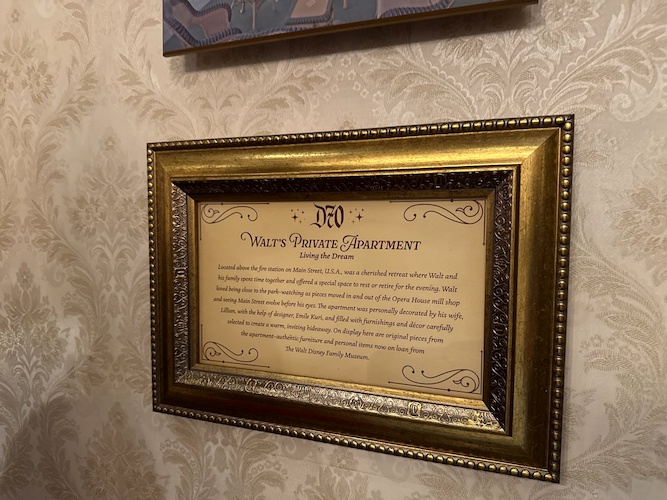 D70
Walt's Private Apartment
Living the Dream
Located above the fire station on Main Street, U.S.A., was a cherished retreat where Walt and
his family spent time together and offered a special space to rest or retire for the evening. Walt
loved being close to the park-watching as pieces moved in and out of the Opera House mill shop
and seeing Main Street evolve before his eyes. The apartment was personally decorated by his wife,
Lillian, with the help of designer, Emile Kuri, and filled with furnishings and décor carefully
selected to create a warm, inviting hideaway. On display here are original pieces from
the apartment-authentic furniture and personal items now on loan from
The Walt Disney Family Museum.